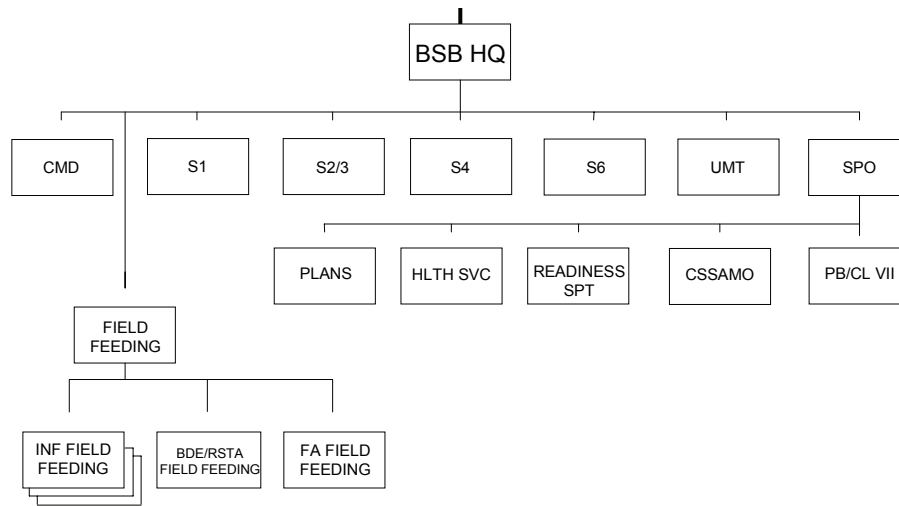 BSB HQ
CMD
S1
S2/3
S4
S6
UMT
SPO
PLANS
HLTH SVC
READINESS
SPT
CSSAMO
PB/CL VII
FIELD
FEEDING
INF FIELD
FEEDING
BDE/RSTA
FIELD FEEDING
FA FIELD
FEEDING